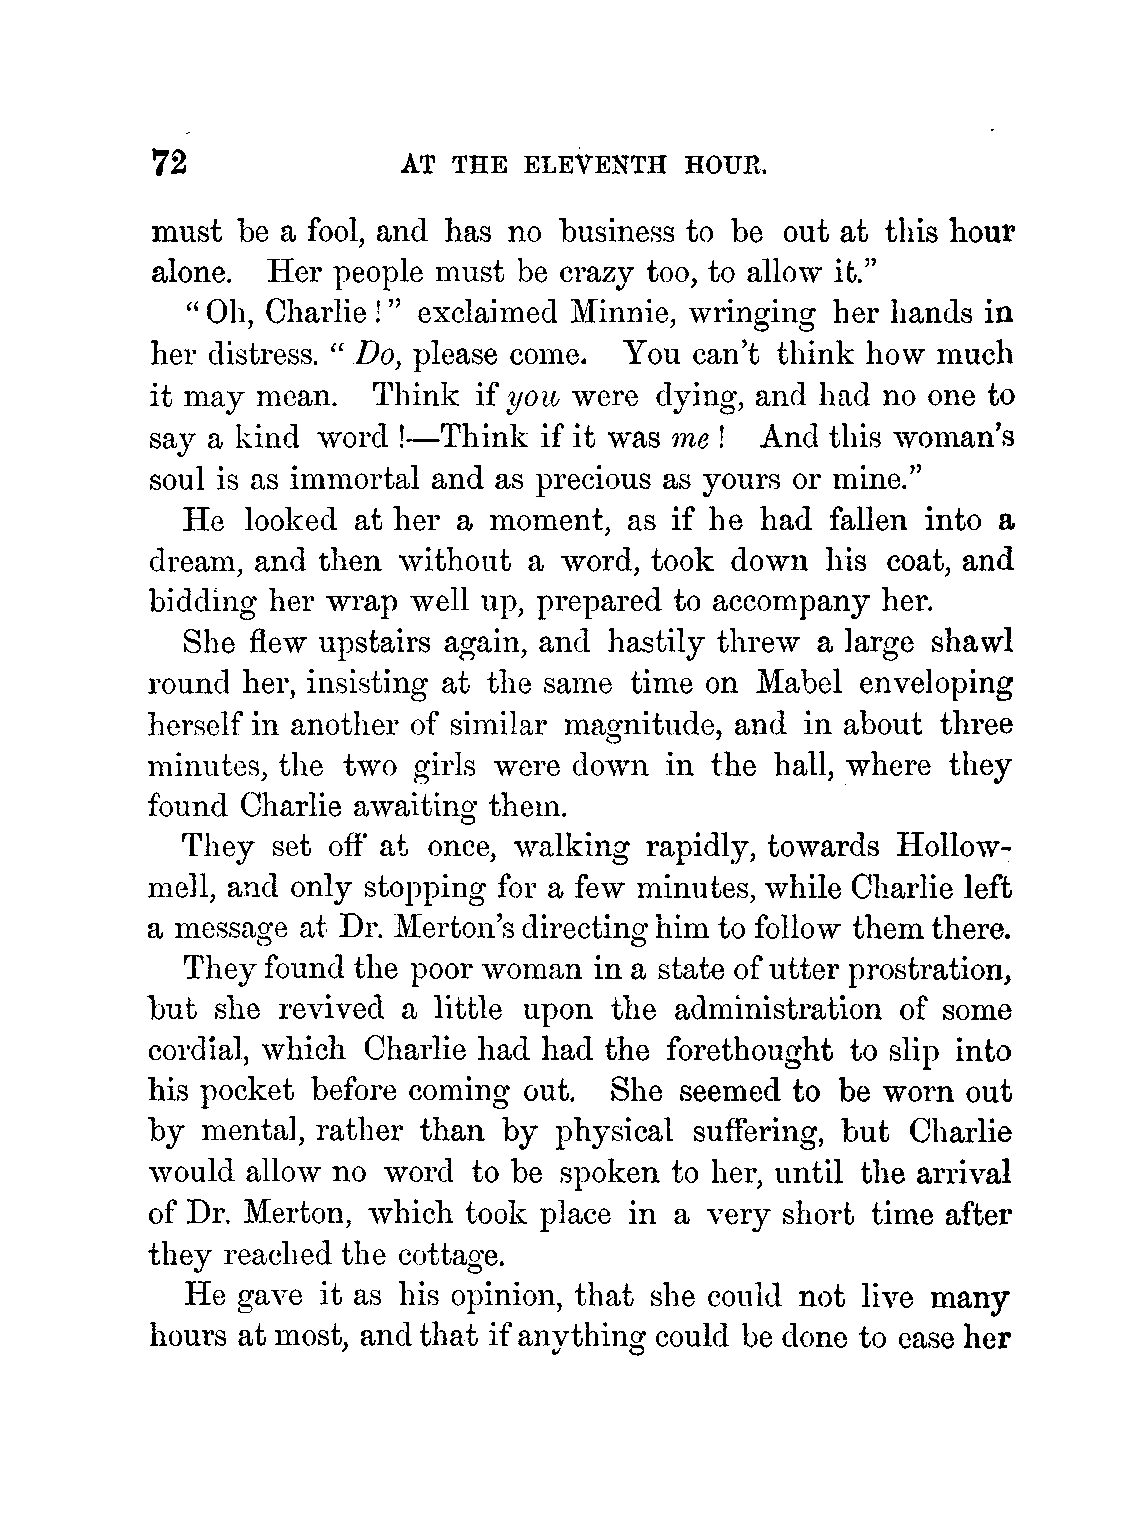 72 AT THE ELEVENTH HOUR.
must be a fool, and has no business to be out at this hour
alone. Her people must be crazy too, to allow it.”
“Oh, Charlie!” exclaimed Minnie, wringing her hands in
her distress. “Do, please come. You can’t think how much
it may mean. Think if you were dying, and had no one to
say a kind word!—Think if it was me! And this woman’s
soul is as immortal and as precious as yours or mine.”
He looked at her a moment, as if he had fallen into a
dream, and then without a word, took down his coat, and
bidding her wrap well up, prepared to accompany her.
She flew upstairs again, and hastily threw a large shawl
round her, insisting at the same time on Mabel enveloping
herself in another of similar magnitude, and in about three
minutes, the two girls were down in the hall, where they
found Charlie awaiting them.
They set off at once, walking rapidly, towards Hollow-
mell, and only stopping for a few minutes, while Charlie left
a message at Dr. Merton’s directing him to follow them there.
They found the poor woman in a state of utter prostration,
but she revived a little upon the administration of some
cordial, which Charlie had had the forethought to slip into
his pocket before coming out. She seemed to be worn out
by mental, rather than by physical suffering, but Charlie
would allow no word to be spoken to her, until the arrival
of Dr. Merton, which took place in a very short time after
they reached the cottage.
He gave it as his opinion, that she could not live many
hours at most, and that if anything could be done to ease her